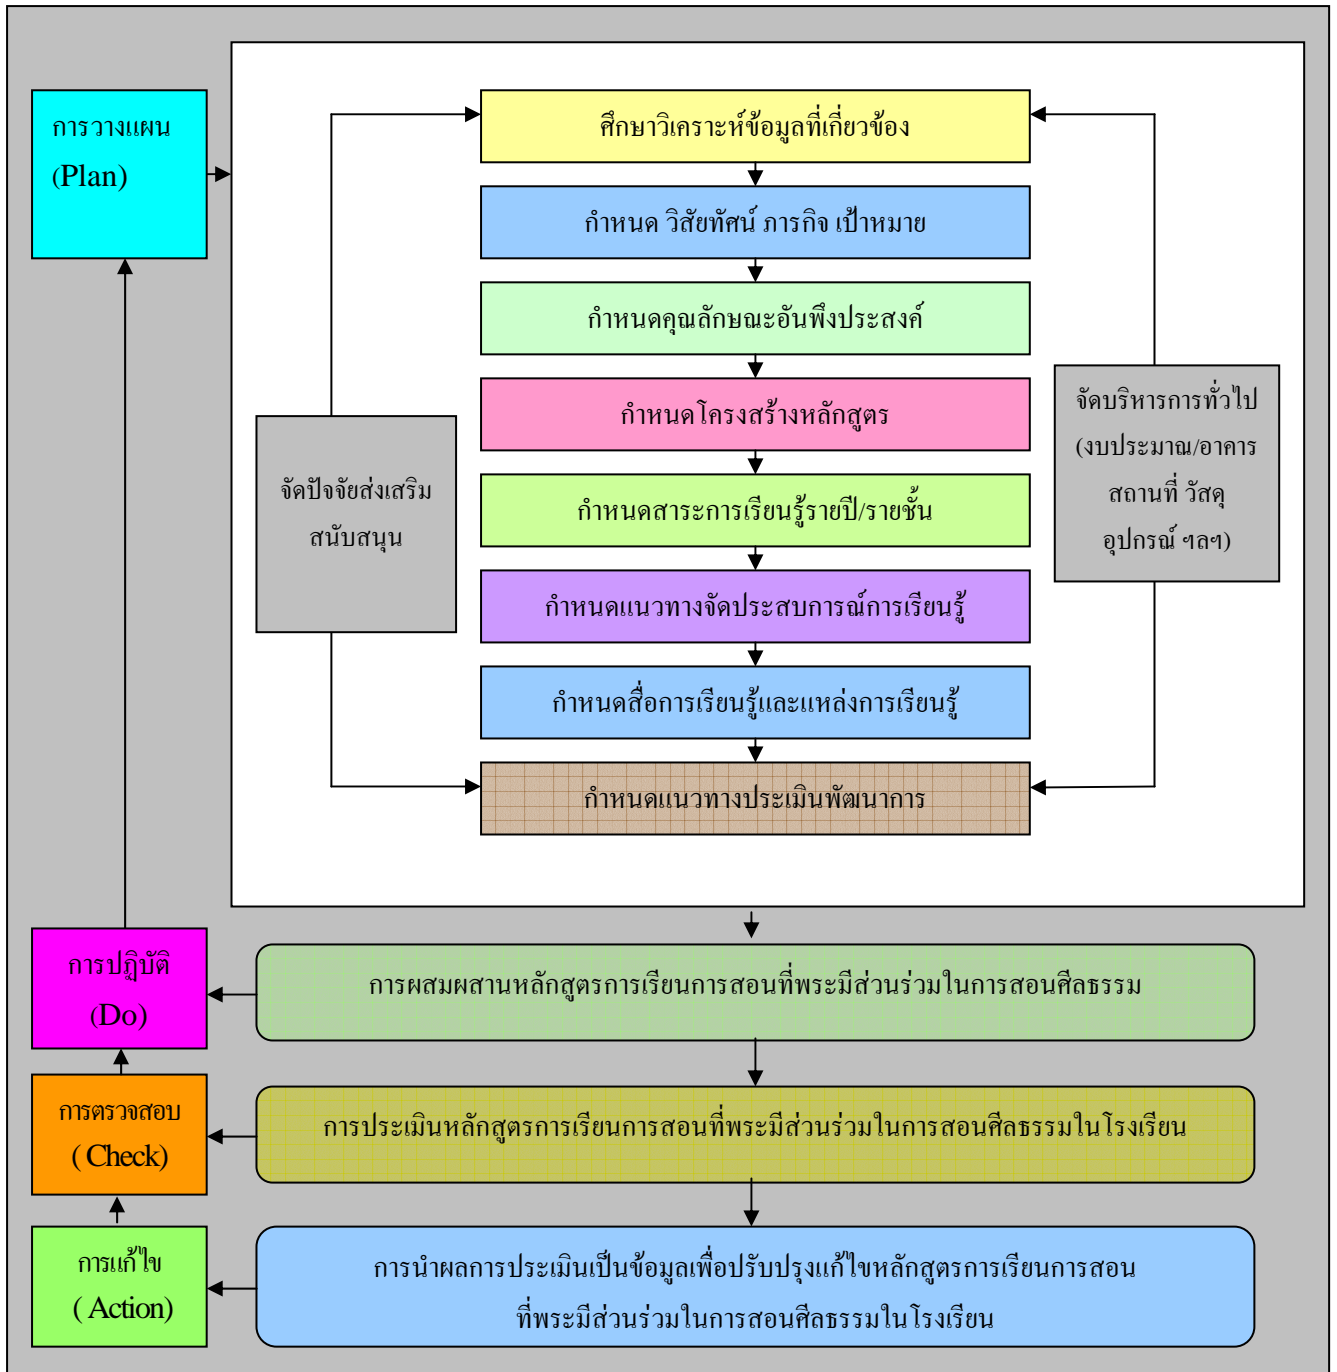 การวางแผน
(Plan)
ศึกษาวิเคราะห์ข้อมูลที่เกี่ยวข้อง
กำหนด วิสัยทัศน์ ภารกิจ เป้าหมาย
กำหนดคุณลักษณะอันพึงประสงค์
กำหนดโครงสร้างหลักสูตร
กำหนดสาระการเรียนรู้รายปี/รายชั้น
กำหนดแนวทางจัดประสบการณ์การเรียนรู้
กำหนดสื่อการเรียนรู้และแหล่งการเรียนรู้
กำหนดแนวทางประเมินพัฒนาการ
จัดปัจจัยส่งเสริม
สนับสนุน
จัดบริหารการทั่วไป
(งบประมาณ/อาคาร
สถานที่ วัสดุ
อุปกรณ์ ฯลฯ)
การปฏิบัติ
(Do)
การผสมผสานหลักสูตรการเรียนการสอนที่พระมีส่วนร่วมในการสอนศีลธรรม
การตรวจสอบ
( Check)
การประเมินหลักสูตรการเรียนการสอนที่พระมีส่วนร่วมในการสอนศีลธรรมในโรงเรียน
การแก้ไข
( Action)
การนำผลการประเมินเป็นข้อมูลเพื่อปรับปรุงแก้ไขหลักสูตรการเรียนการสอน
ที่พระมีส่วนร่วมในการสอนศีลธรรมในโรงเรียน